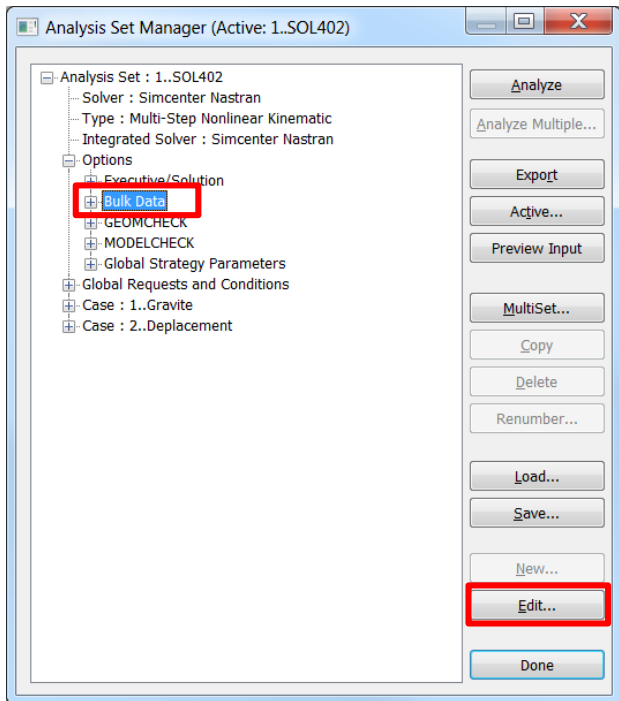 Analysis Set Manager (Active: 1..SOL402)
Analysis Set : 1..SOL402
Solver : Simcenter Nastran
Type : Multi-Step Nonlinear Kinematic
Integrated Solver : Simcenter Nastran
Options
Executive/Solution
Bulk Data
GEOMCHECK
MODELCHECK
Global Strategy Parameters
Global Requests and Conditions
Case : 1..Gravite
Case : 2..Deplacement
Analyze
Analyze Multiple...
Export
Active...
Preview Input
MultiSet...
Copy
Delete
Renumber...
Load...
Save...
New...
Edit...
Done